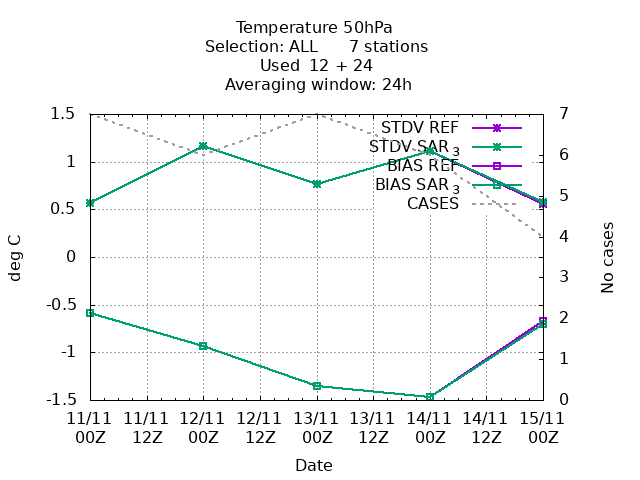 Temperature 50hPa
Selection: ALL      7 stations
Used  12 + 24
Averaging window: 24h
STDV REF
STDV SAR 3
BIAS REF
BIAS SAR 3
CASES
1.5
1
0.5
0
-0.5
-1
-1.5
deg C
7
6
5
4
3
2
1
0
No cases
11/11 11/11 12/11 12/11 13/11 13/11 14/11 14/11 15/11
00Z 12Z 00Z 12Z 00Z 12Z 00Z 12Z 00Z
Date